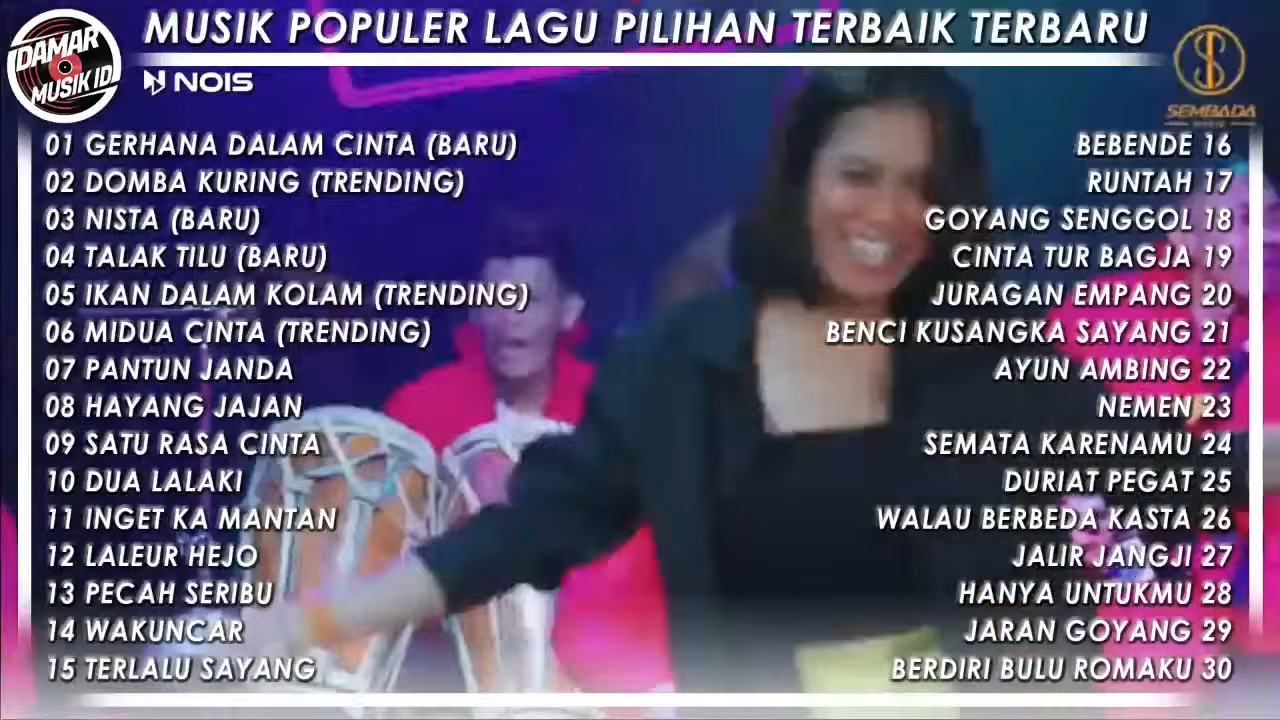 DAMAR
MUSIK ID
MUSIK POPULER LAGU PILIHAN TERBAIK TERBARU
NOIS
SEMBADA
MUSIC
01 GERHANA DALAM CINTA (BARU)
02 DOMBA KURING (TRENDING)
03 NISTA (BARU)
04 TALAK TILU (BARU)
05 IKAN DALAM KOLAM (TRENDING)
06 MIDUA CINTA (TRENDING)
07 PANTUN JANDA
08 HAYANG JAJAN
09 SATU RASA CINTA
10 DUA LALAKI
11 INGET KA MANTAN
12 LALEUR HEJO
13 PECAH SERIBU
14 WAKUNCAR
15 TERLALU SAYANG
BEBENDE 16
RUNTAH 17
GOYANG SENGGOL 18
CINTA TUR BAGJA 19
JURAGAN EMPANG 20
BENCI KUSANGKA SAYANG 21
AYUN AMBING 22
NEMEN 23
SEMATA KARENAMU 24
DURIAT PEGAT 25
WALAU BERBEDA KASTA 26
JALIR JANGJI 27
HANYA UNTUKMU 28
JARAN GOYANG 29
BERDIRI BULU ROMAKU 30